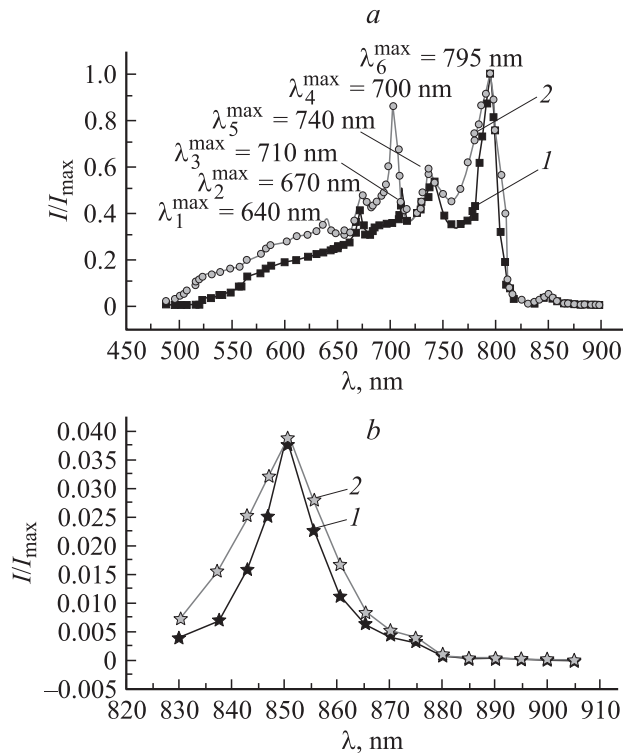 a
λ₆ᵐᵃˣ = 795 nm
λ₄ᵐᵃˣ = 700 nm
λ₅ᵐᵃˣ = 740 nm
λ₃ᵐᵃˣ = 710 nm
λ₂ᵐᵃˣ = 670 nm
λ₁ᵐᵃˣ = 640 nm
2
1
I/Imax
1.0
0.8
0.6
0.4
0.2
0
450 500 550 600 650 700 750 800 850 900
λ, nm
b
2
1
I/Imax
0.040
0.035
0.030
0.025
0.020
0.015
0.010
0.005
0
–0.005
820 830 840 850 860 870 880 890 900 910
λ, nm